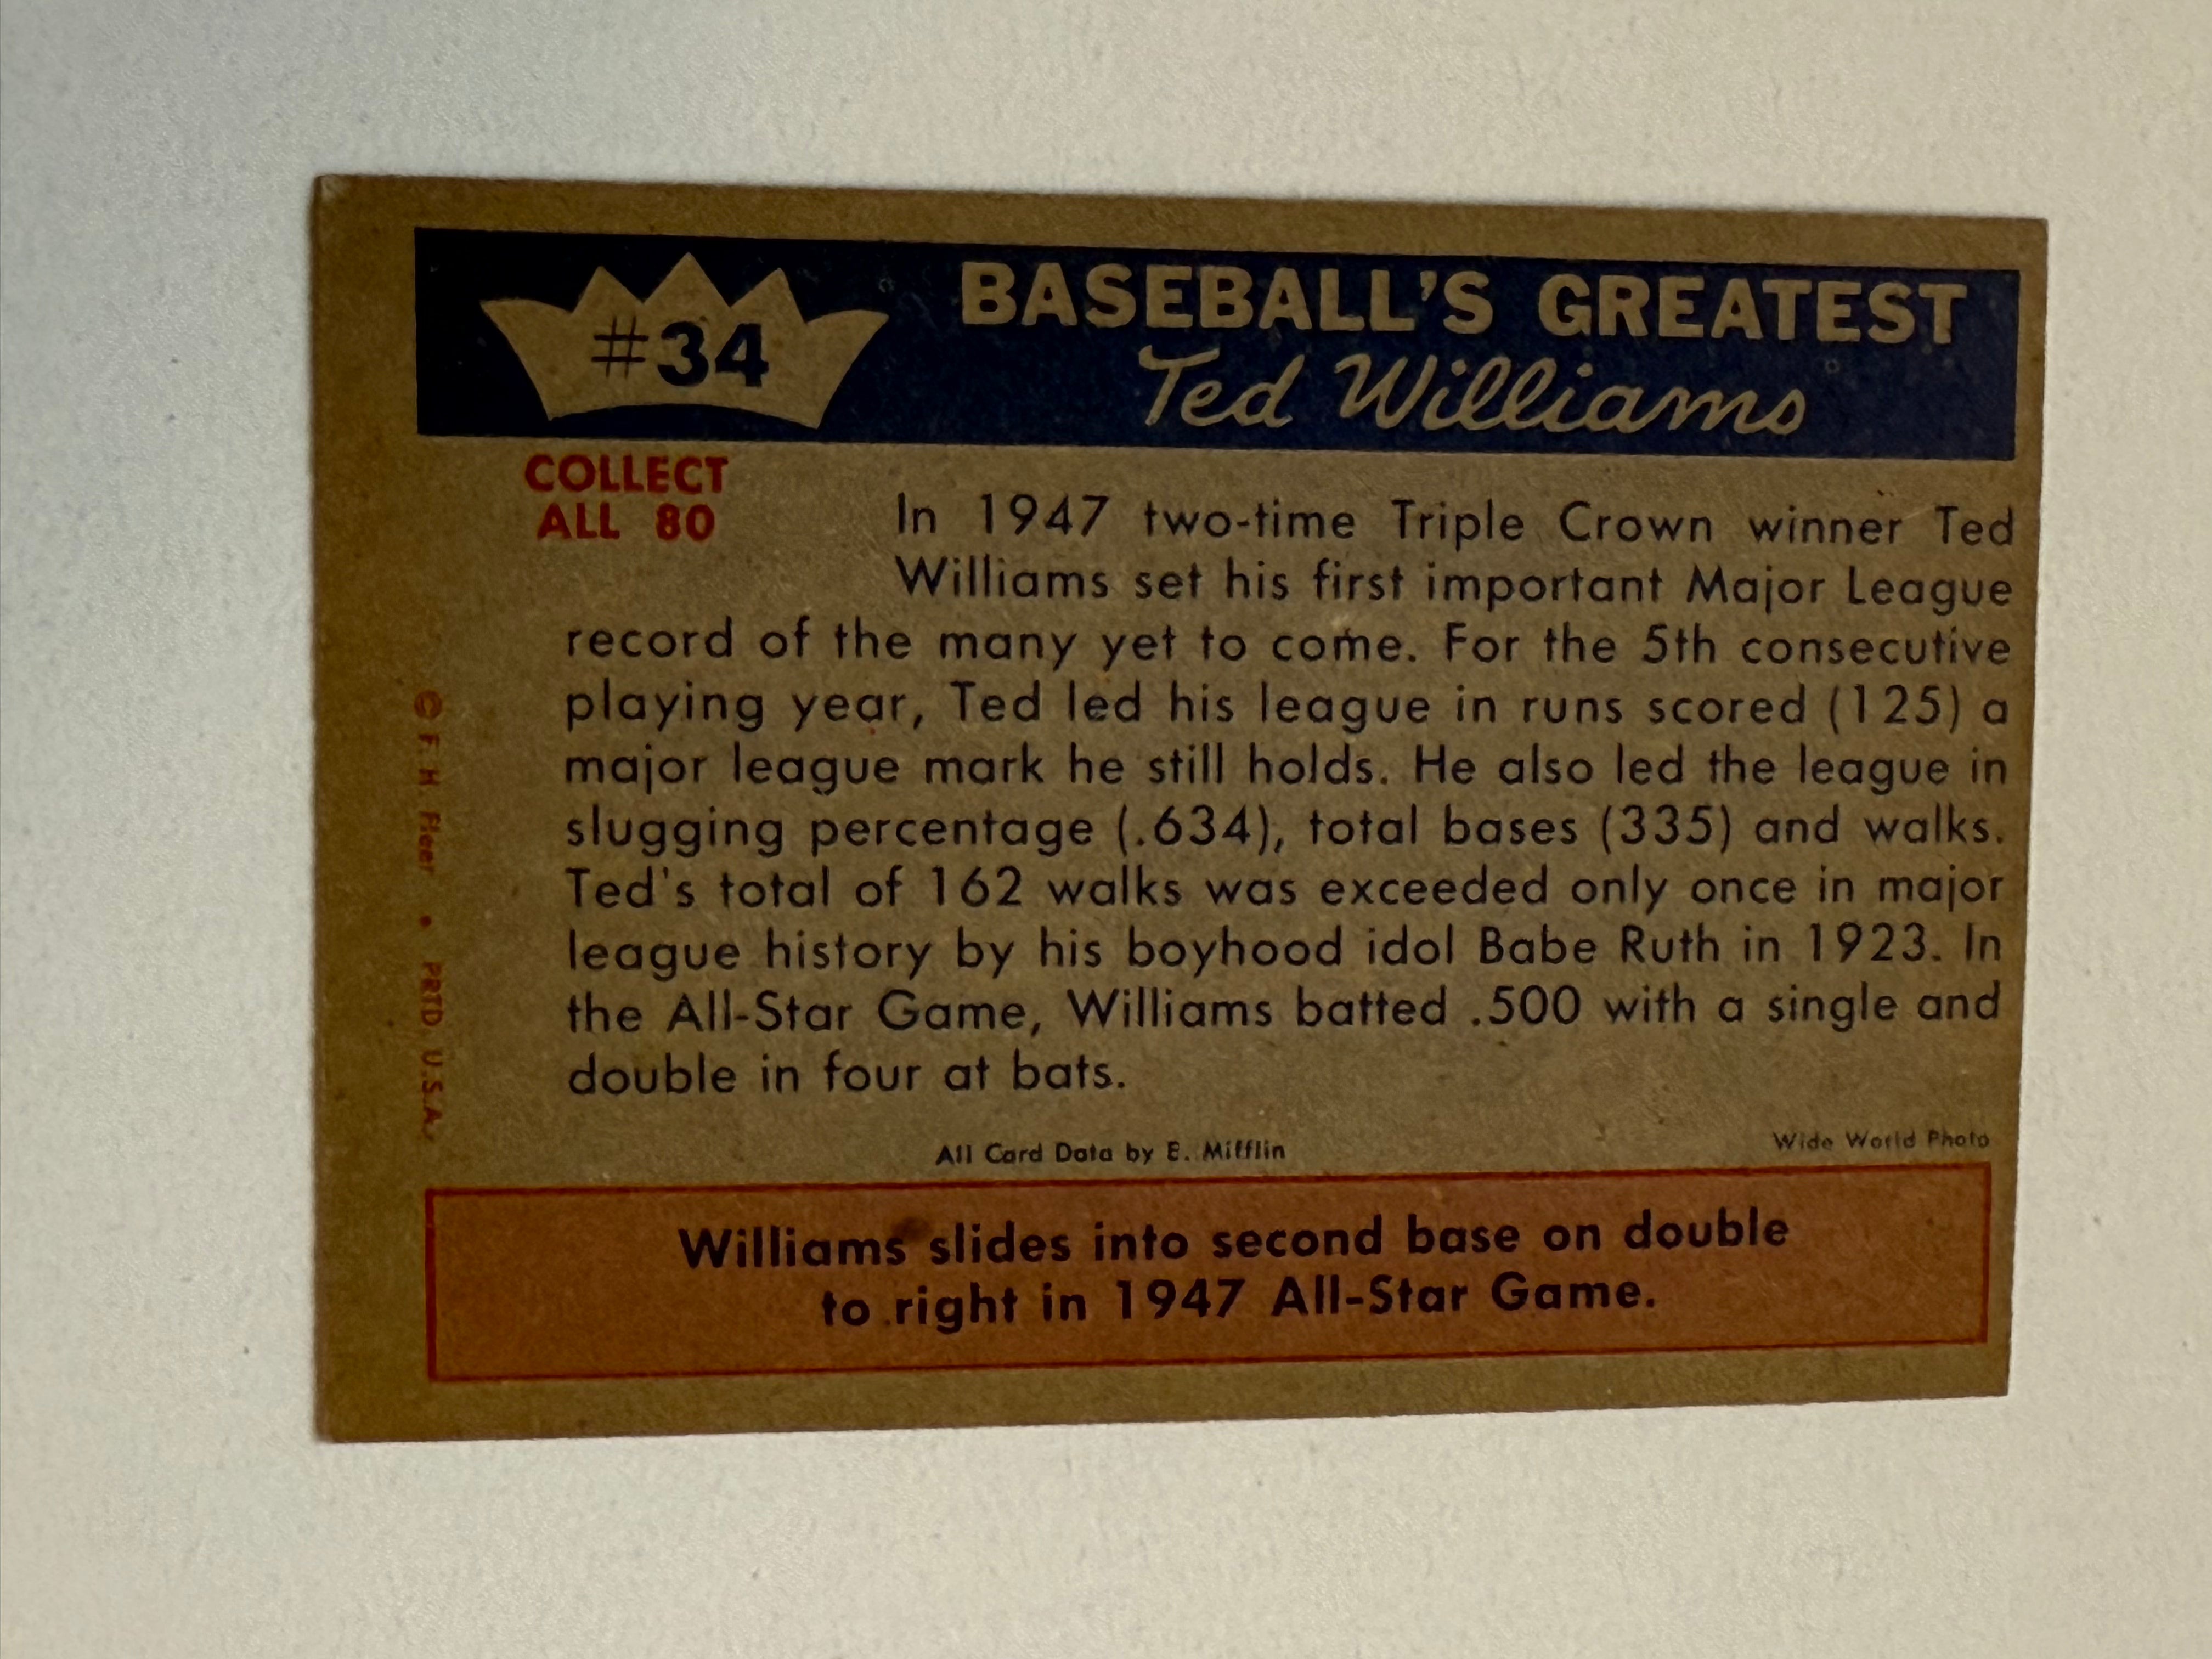 #34
BASEBALL'S GREATEST
Ted Williams
COLLECT
ALL 80
In 1947 two-time Triple Crown winner Ted
Williams set his first important Major League
record of the many yet to come. For the 5th consecutive
playing year, Ted led his league in runs scored (125) a
major league mark he still holds. He also led the league in
slugging percentage (.634), total bases (335) and walks.
Ted's total of 162 walks was exceeded only once in major
league history by his boyhood idol Babe Ruth in 1923. In
the All-Star Game, Williams batted .500 with a single and
double in four at bats.
All Card Data by E. Mifflin
Wide World Photo
Williams slides into second base on double
to right in 1947 All-Star Game.
© F. H. Fleer • PRTD. U.S.A.